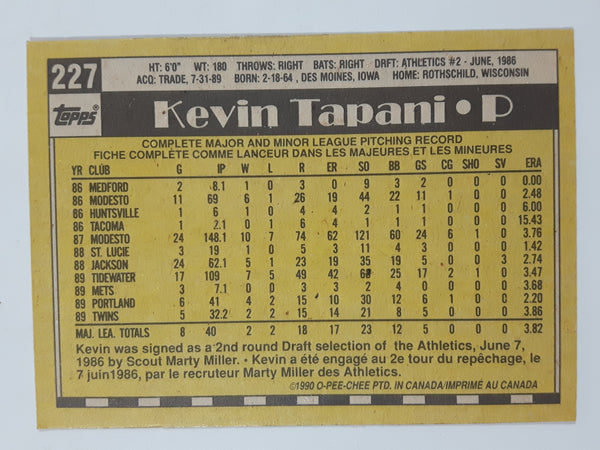 227
HT: 6'0" WT: 180 THROWS: RIGHT BATS: RIGHT DRFT: ATHLETICS #2 - JUNE, 1986
ACQ: TRADE, 7-31-89 BORN: 2-18-64, DES MOINES, IOWA HOME: ROTHSCHILD, WISCONSIN
Topps
Kevin Tapani • P
COMPLETE MAJOR AND MINOR LEAGUE PITCHING RECORD
FICHE COMPLÈTE COMME LANCEUR DANS LES MAJEURES ET LES MINEURES
YR CLUB G IP W L R ER SO BB GS CG SHO SV ERA
86 MEDFORD 2 8.1 1 0 3 0 9 3 2 0 0 0 0.00
86 MODESTO 11 69 6 1 26 19 44 22 11 1 0 0 2.48
86 HUNTSVILLE 1 6 1 0 4 4 2 1 1 0 0 0 6.00
86 TACOMA 1 2.1 0 1 6 4 1 1 1 0 0 0 15.43
87 MODESTO 24 148.1 10 7 74 62 121 60 24 6 1 0 3.76
88 ST. LUCIE 3 19 1 0 5 3 11 4 3 0 0 0 1.42
88 JACKSON 24 62.1 5 1 23 19 35 19 5 0 0 3 2.74
89 TIDEWATER 17 109 7 5 49 42 63 25 17 2 1 0 3.47
89 METS 3 7.1 0 0 3 3 2 4 0 0 0 0 3.68
89 PORTLAND 6 41 4 2 15 10 30 12 6 1 0 0 2.20
89 TWINS 5 32.2 2 2 15 14 21 8 5 0 0 0 3.86
MAJ. LEA. TOTALS 8 40 2 2 18 17 23 12 5 0 0 0 3.82
Kevin was signed as a 2nd round Draft selection of the Athletics, June 7,
1986 by Scout Marty Miller. • Kevin a été engagé au 2e tour du repêchage, le
7 juin1986, par le recruteur Marty Miller des Athletics.
©1990 O-PEE-CHEE PTD. IN CANADA/IMPRIMÉ AU CANADA